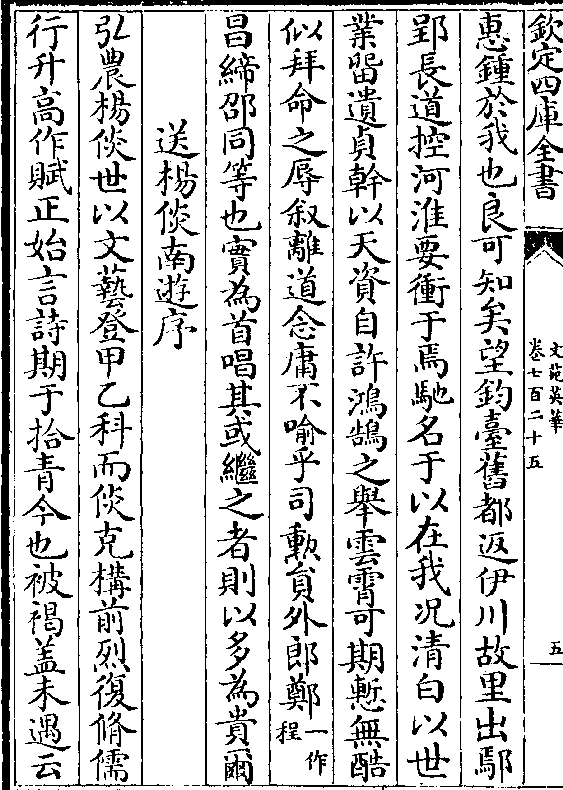 欽定四庫全書
文苑英華
卷七百二十五
五
惠鍾於我也良可知矣望鈞臺舊都返伊川故里出鄢
郢長道控河淮要衝于焉馳名于以在我况清白以世
業留遺貞幹以天資自許鴻鵠之舉雲霄可期慙無酷
似拜命之辱叙離道念庸不喻乎司勲員外郎鄭一作程
昌締邵同等也實為首唱其或繼之者則以多為貴爾
送楊倓南遊序
弘農楊倓世以文藝登甲乙科而倓克構前烈復脩儒
行升高作賦正始言詩期于拾青今也被褐盖未遇云